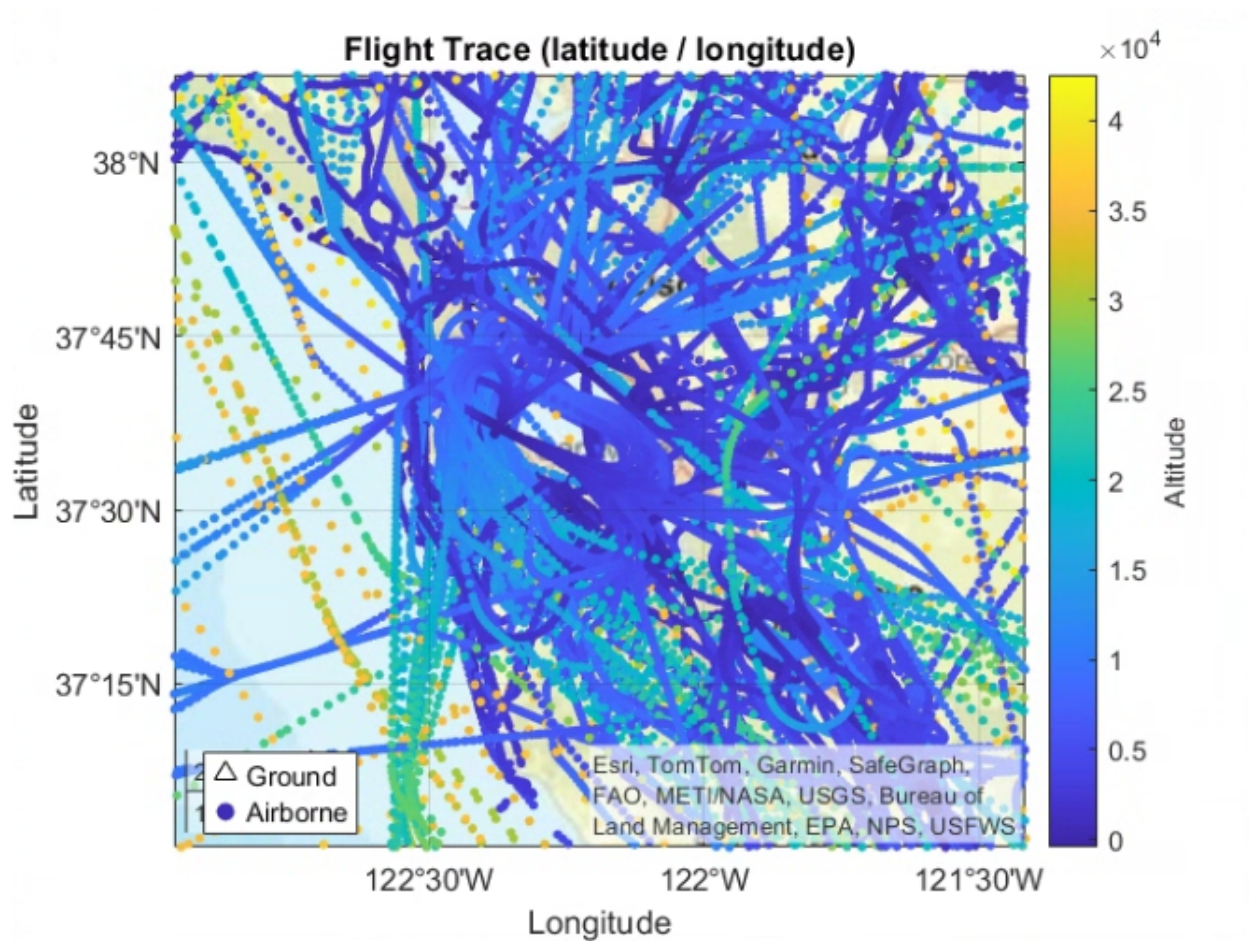 Flight Trace (latitude / longitude)
×10⁴
38°N
37°45'N
37°30'N
37°15'N
Latitude
4
3.5
3
2.5
2
1.5
1
0.5
0
Altitude
Ground
Airborne
Esri, TomTom, Garmin, SafeGraph,
FAO, METI/NASA, USGS, Bureau of
Land Management, EPA, NPS, USFWS
122°30'W
122°W
121°30'W
Longitude